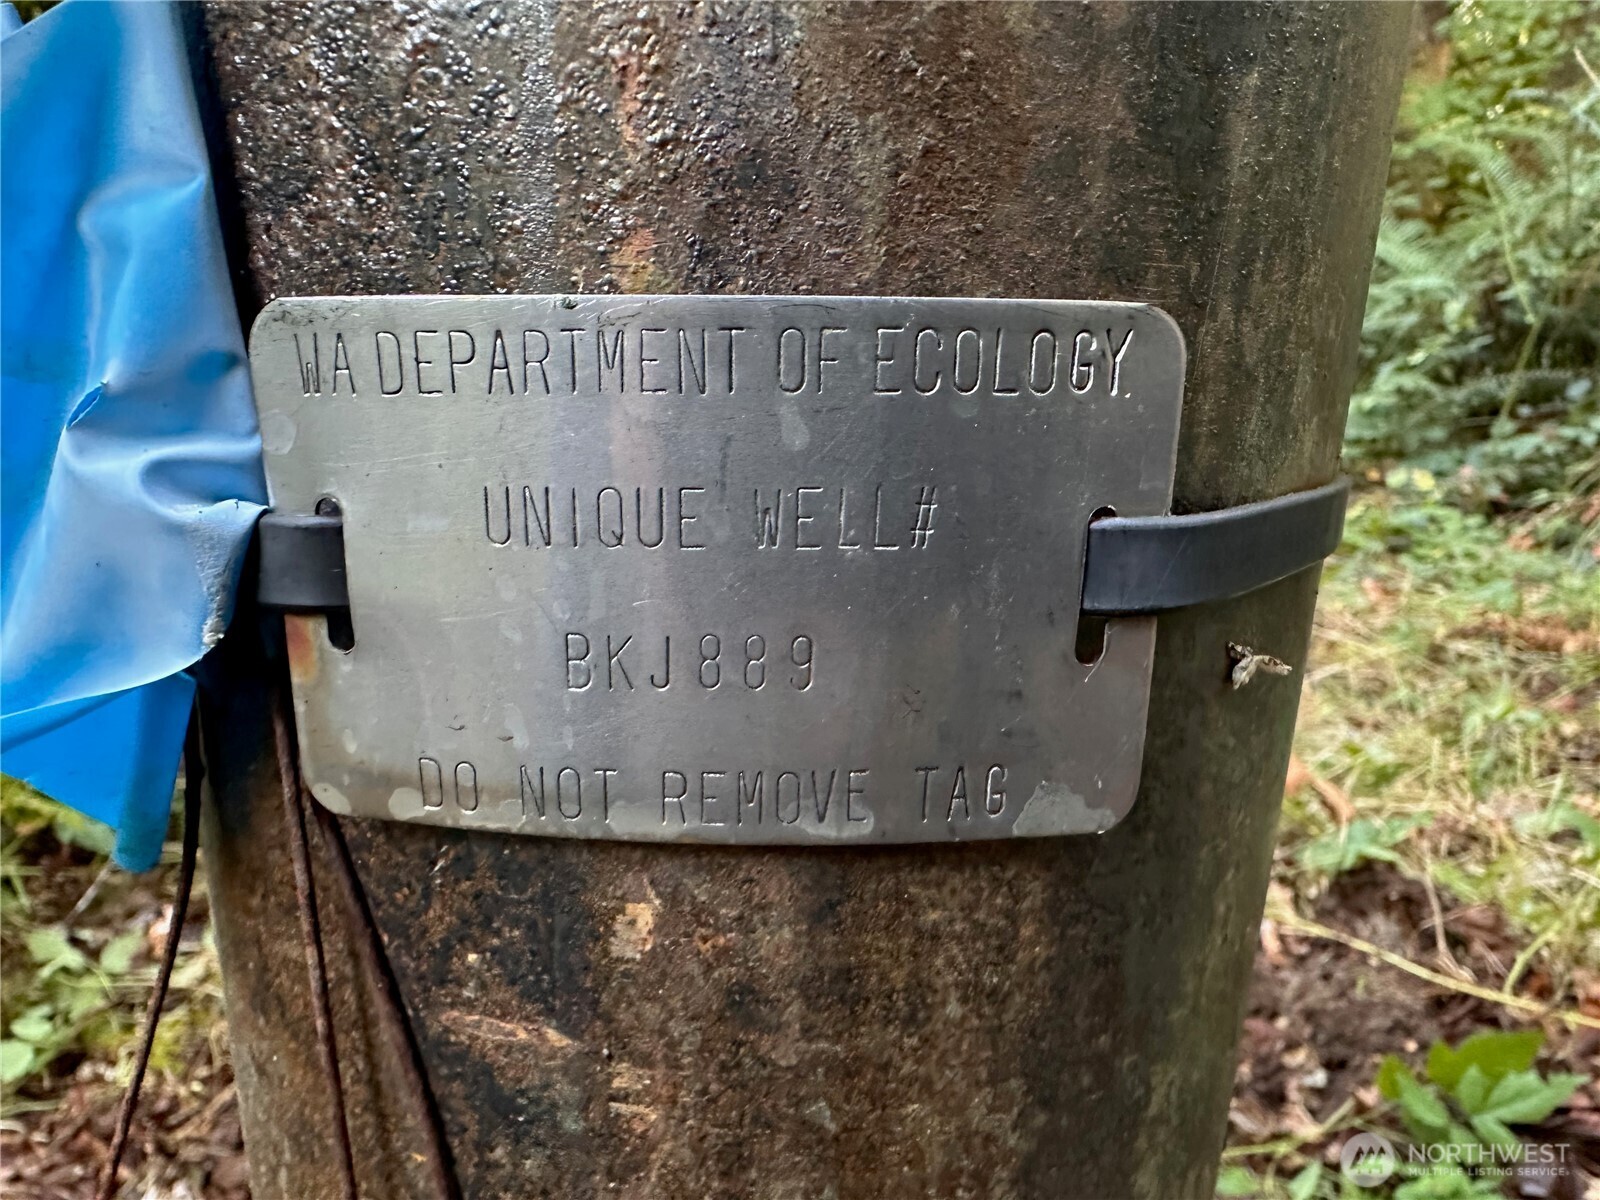 WA DEPARTMENT OF ECOLOGY
UNIQUE WELL#
BKJ889
DO NOT REMOVE TAG
NORTHWEST
MULTIPLE LISTING SERVICE